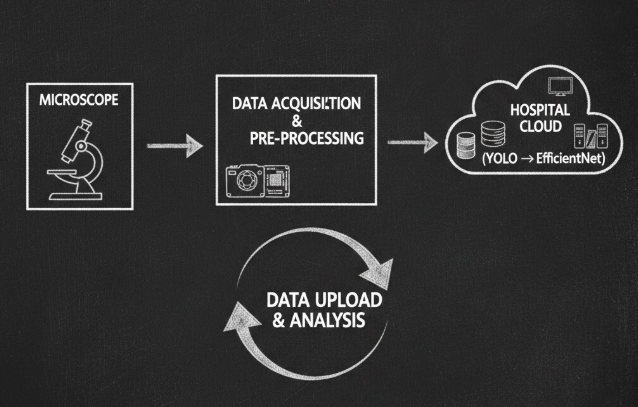 MICROSCOPE
DATA ACQUISITION
&
PRE-PROCESSING
HOSPITAL
CLOUD
(YOLO → EfficientNet)
DATA UPLOAD
& ANALYSIS